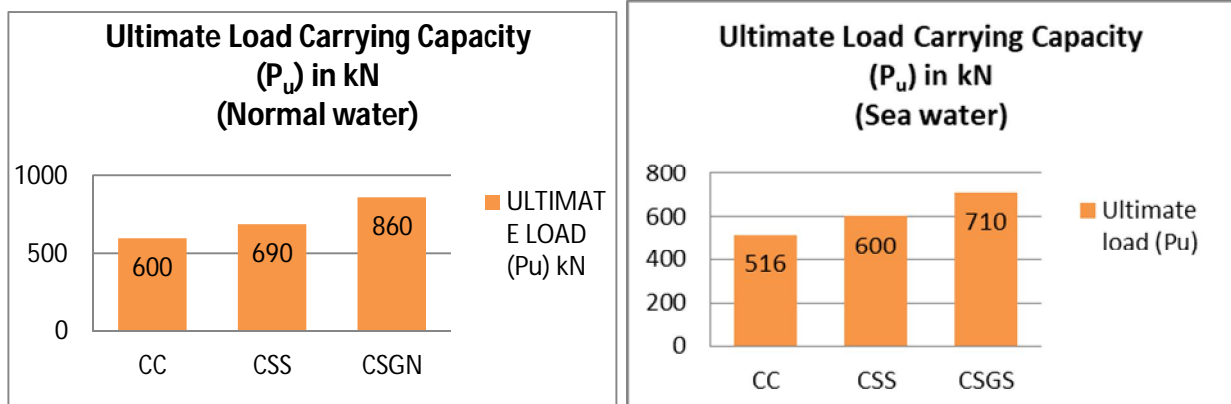 Ultimate Load Carrying Capacity
(Pu) in kN
(Normal water)
1000
500
0
600
690
860
CC
CSS
CSGN
ULTIMAT
E LOAD
(Pu) kN
Ultimate Load Carrying Capacity
(Pu) in kN
(Sea water)
800
600
400
200
0
516
600
710
CC
CSS
CSGS
Ultimate
load (Pu)